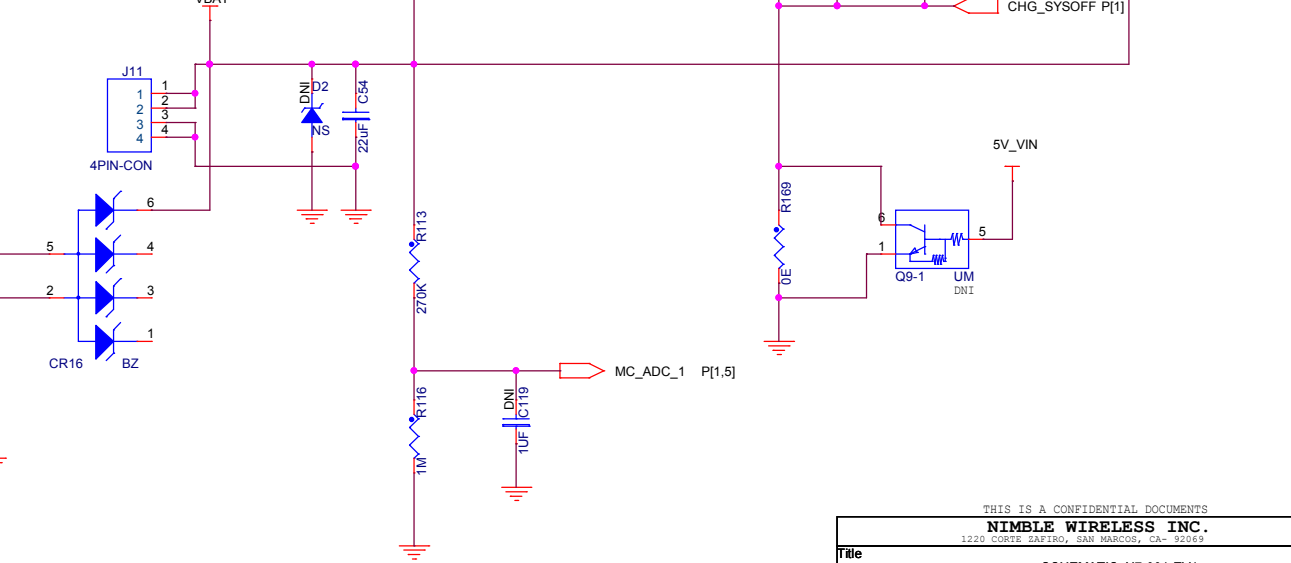 CHG_SYSOFF P[1]
J11
1
2
3
4
1
2
3
4
4PIN-CON
DNI
D2
NS
C54
22uF
5V_VIN
6
5
4
2
3
1
CR16
BZ
R113
270K
R169
0E
6
1
5
Q9-1
UM
DNI
MC_ADC_1 P[1,5]
R116
1M
DNI
C119
1UF
THIS IS A CONFIDENTIAL DOCUMENTS
NIMBLE WIRELESS INC.
1220 CORTE ZAFIRO, SAN MARCOS, CA- 92069
Title